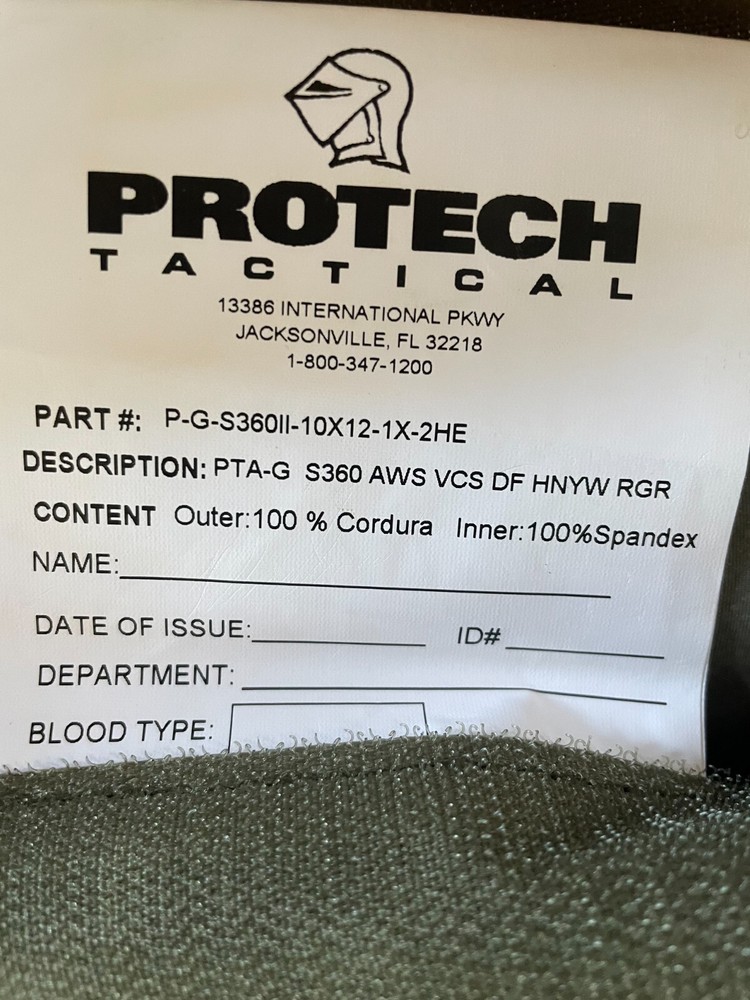 PROTECH
TACTICAL
13386 INTERNATIONAL PKWY
JACKSONVILLE, FL 32218
1-800-347-1200
PART #: P-G-S360II-10X12-1X-2HE
DESCRIPTION: PTA-G S360 AWS VCS DF HNYW RGR
CONTENT Outer:100 % Cordura Inner:100%Spandex
NAME:
DATE OF ISSUE: ID#
DEPARTMENT:
BLOOD TYPE: